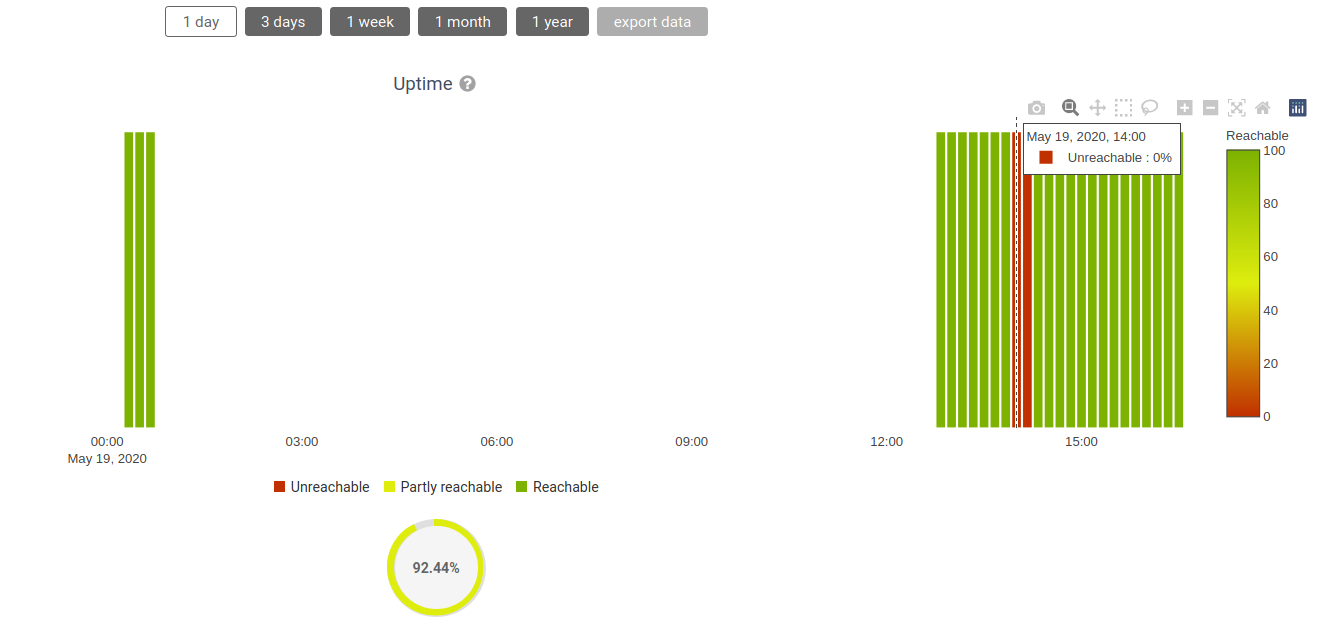 1 day 3 days 1 week 1 month 1 year export data
Uptime ?
May 19, 2020, 14:00
Unreachable : 0%
Reachable
100
80
60
40
20
0
00:00 03:00 06:00 09:00 12:00 15:00
May 19, 2020
Unreachable Partly reachable Reachable
92.44%